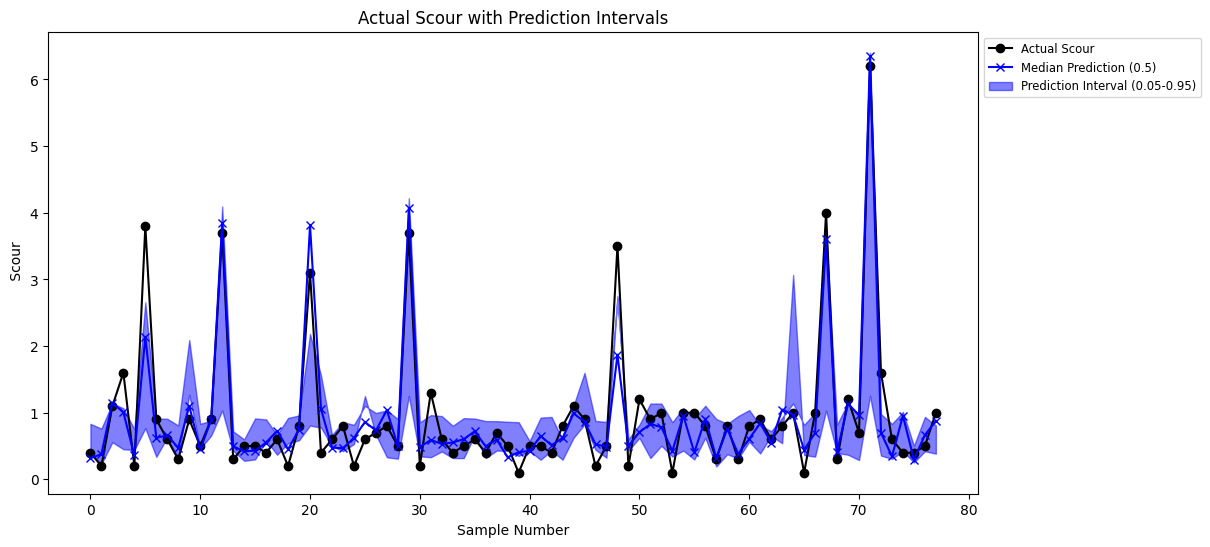 Actual Scour with Prediction Intervals
Actual Scour
Median Prediction (0.5)
Prediction Interval (0.05-0.95)
Scour
6
5
4
3
2
1
0
0 10 20 30 40 50 60 70 80
Sample Number